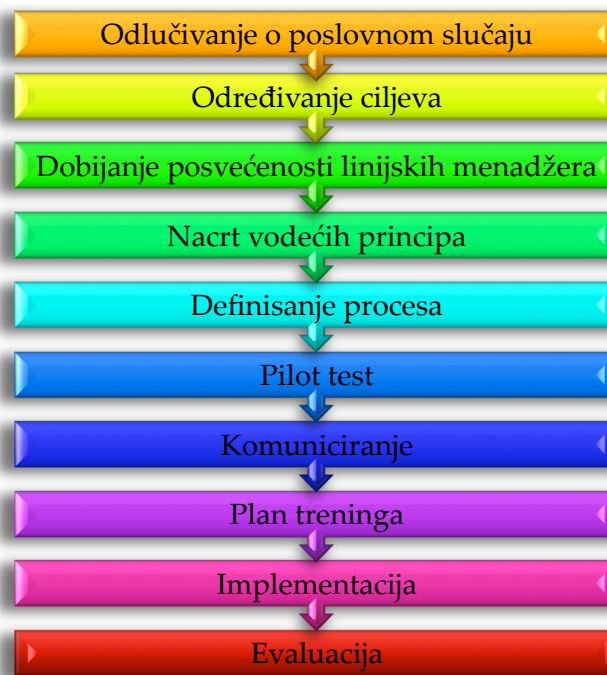 Odlučivanje o poslovnom slučaju
Određivanje ciljeva
Dobijanje posvećenosti linijskih menadžera
Nacrt vodećih principa
Definisanje procesa
Pilot test
Komuniciranje
Plan treninga
Implementacija
Evaluacija